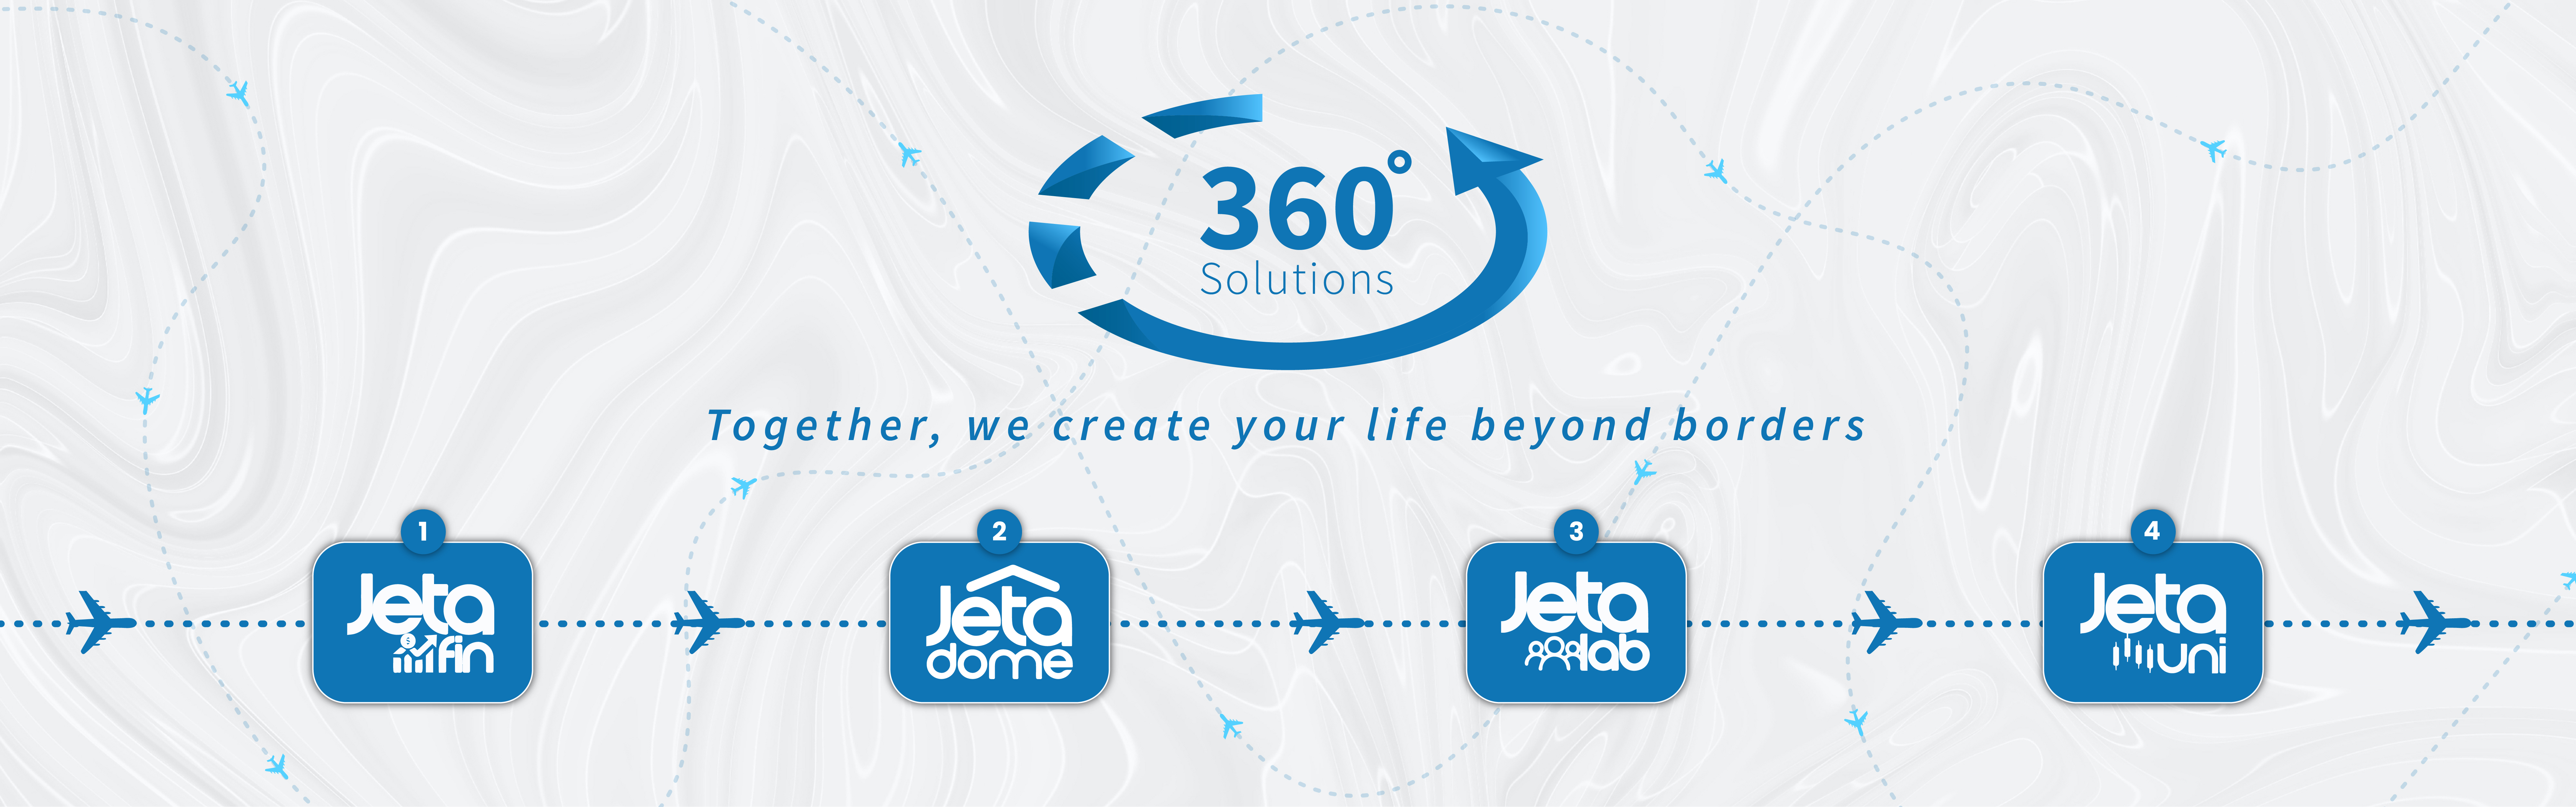 360°
Solutions
Together, we create your life beyond borders
1
Jeta
$
fin
2
Jeta
dome
3
Jeta
lab
4
Jeta
uni